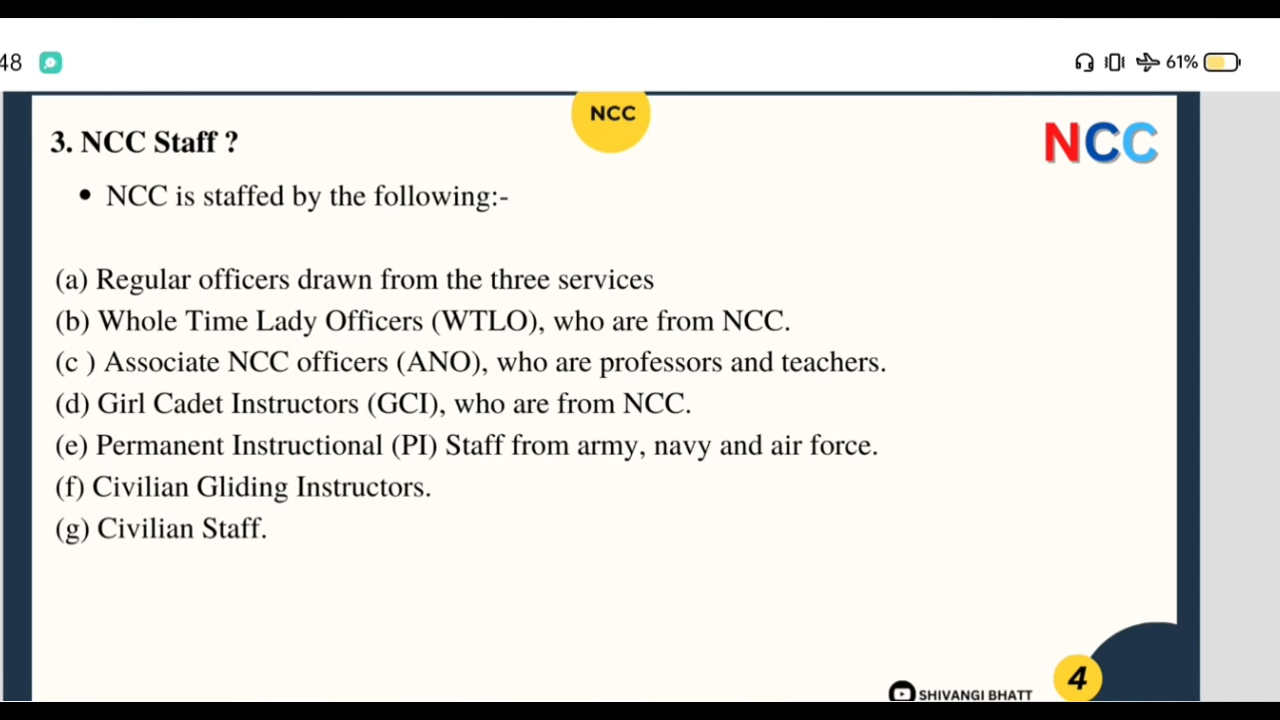 48
61%
NCC
NCC
3. NCC Staff ?
• NCC is staffed by the following:-
(a) Regular officers drawn from the three services
(b) Whole Time Lady Officers (WTLO), who are from NCC.
(c ) Associate NCC officers (ANO), who are professors and teachers.
(d) Girl Cadet Instructors (GCI), who are from NCC.
(e) Permanent Instructional (PI) Staff from army, navy and air force.
(f) Civilian Gliding Instructors.
(g) Civilian Staff.
SHIVANGI BHATT
4